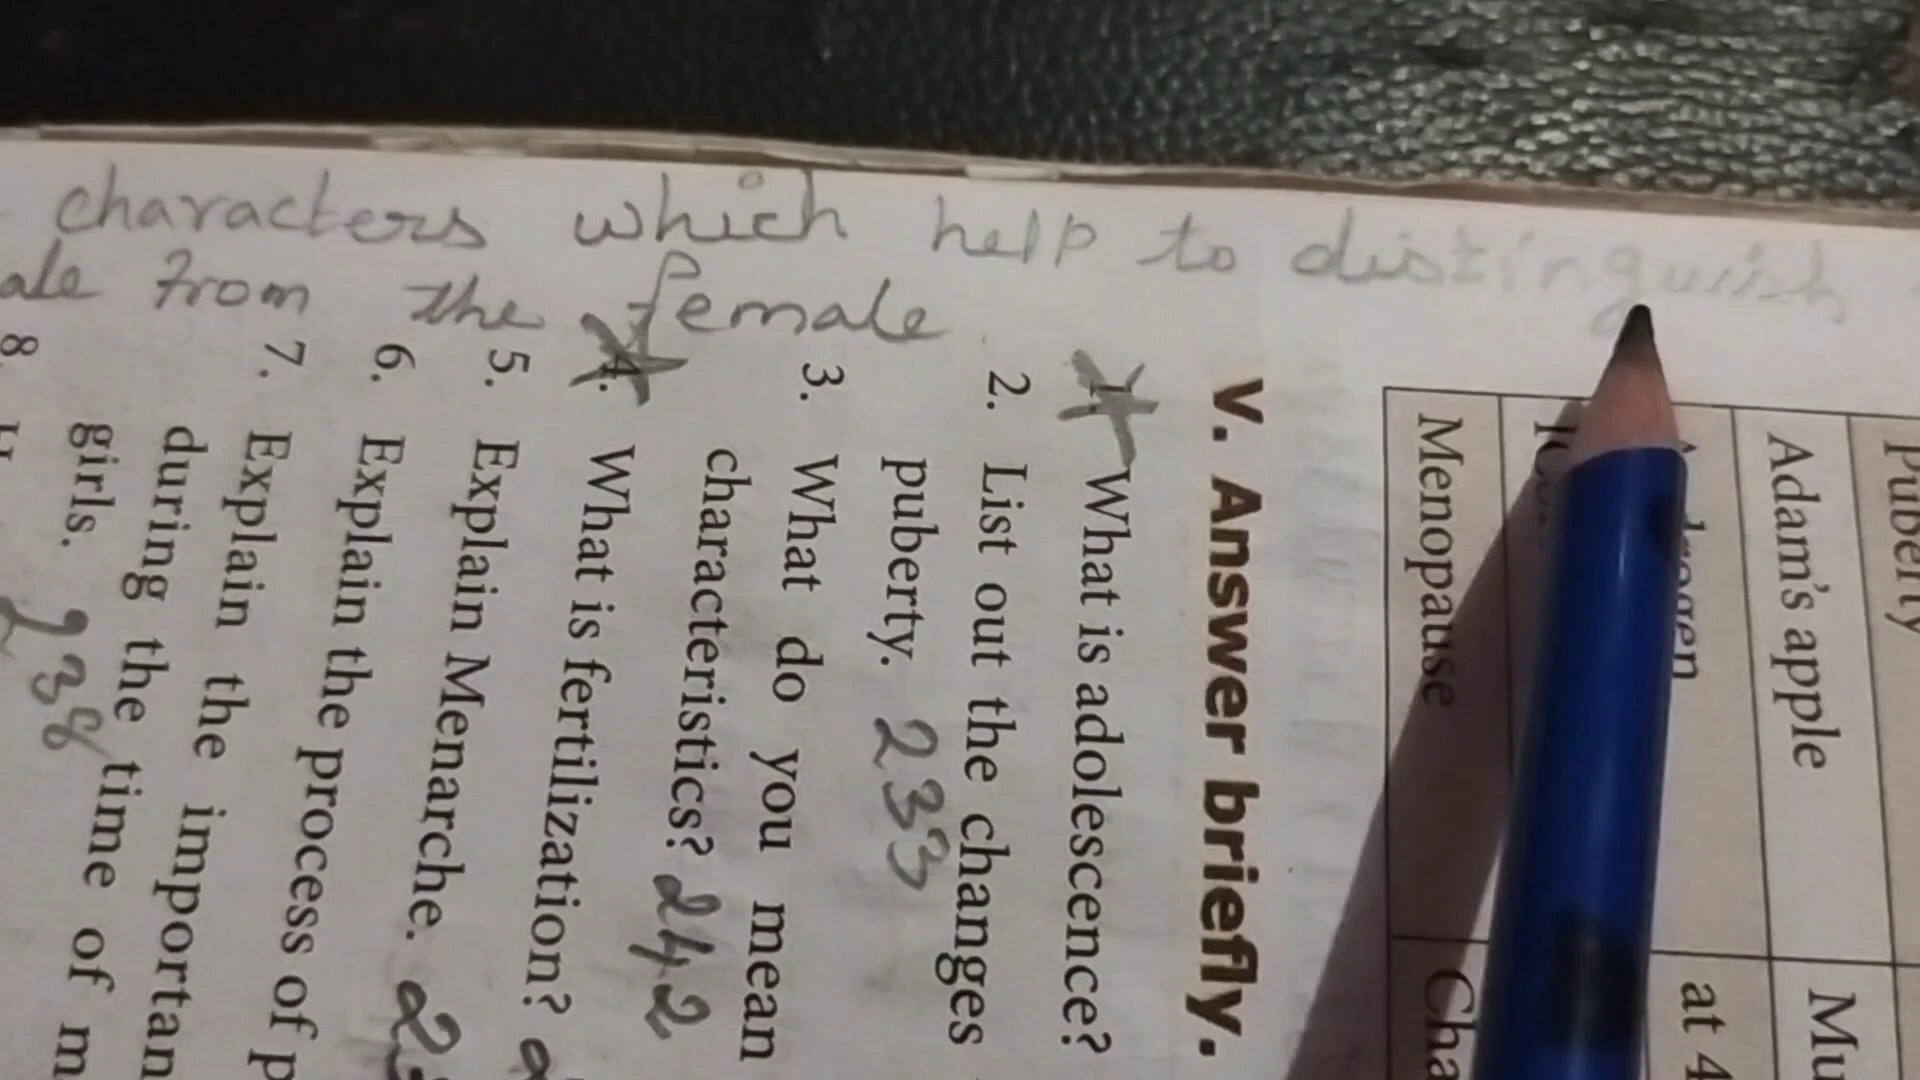 characters which help to distinguish
ale from the female
Puberty
Adam's apple
Mu
at 4
Menopause
Cha
V. Answer briefly.
1. What is adolescence?
2. List out the changes
puberty. 233
3. What do you mean
characteristics? 242
4. What is fertilization?
5. Explain Menarche.
6. Explain the process of p
7. Explain the importan
during the time of m
girls. 238
8.